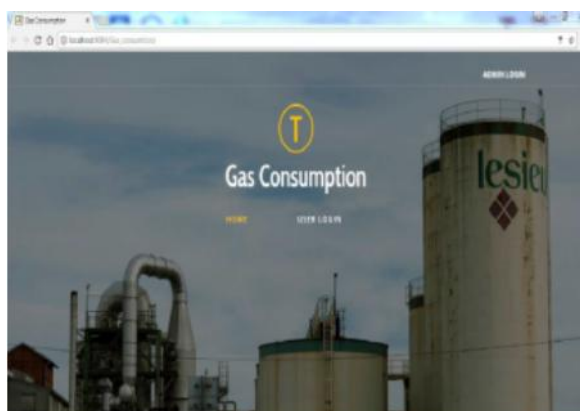 Gas Consumption
ADMIN LOGIN
T
Gas Consumption
HOME
USER LOGIN
lesieu